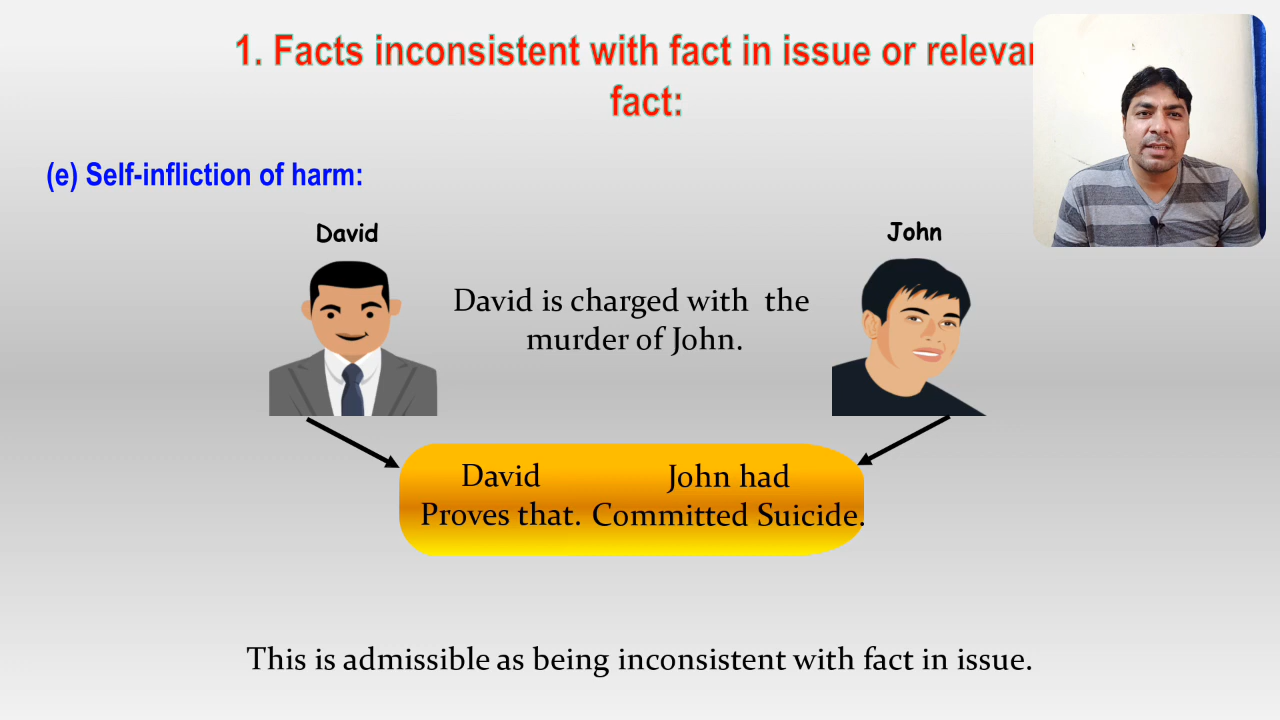 1. Facts inconsistent with fact in issue or
fact:
(e) Self-infliction of harm:
David
John
David is charged with the
murder of John.
David
Proves that.
John had
Committed Suicide.
This is admissible as being inconsistent with fact in issue.